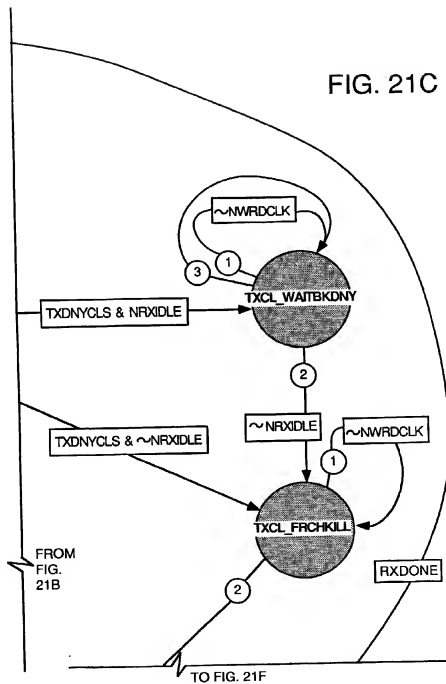 FIG. 21C
~NWRDCLK
1
3
TXCL_WAITBKDNY
TXDNYCLS & NRXIDLE
2
~NRXIDLE
~NWRDCLK
1
TXDNYCLS & ~NRXIDLE
TXCL_FRCHKILL
FROM
FIG.
21B
RXDONE
2
TO FIG. 21F